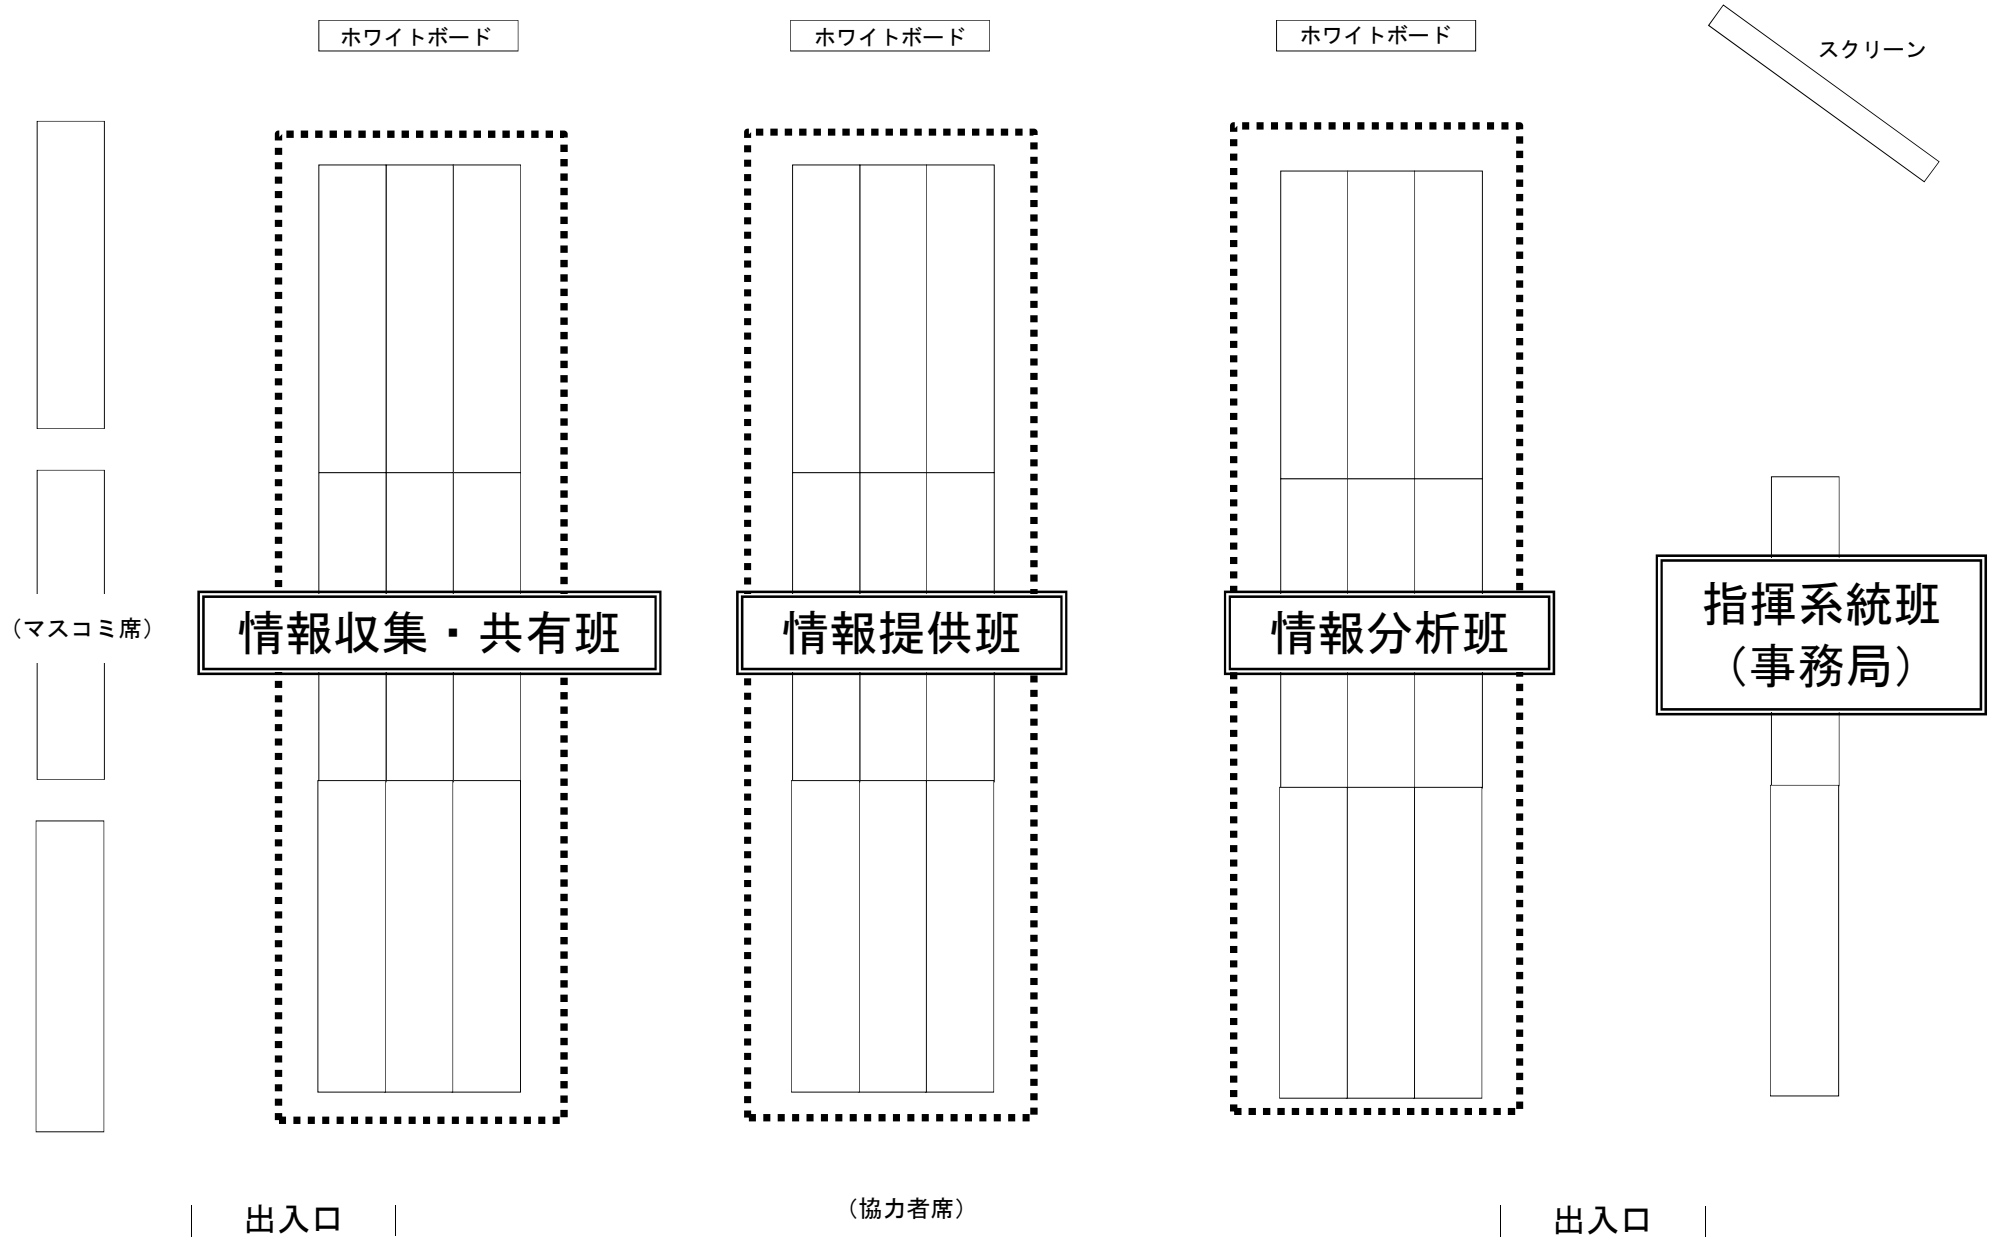 ホワイトボード
ホワイトボード
ホワイトボード
スクリーン
（マスコミ席）
情報収集・共有班
情報提供班
情報分析班
指揮系統班
（事務局）
出入口
（協力者席）
出入口